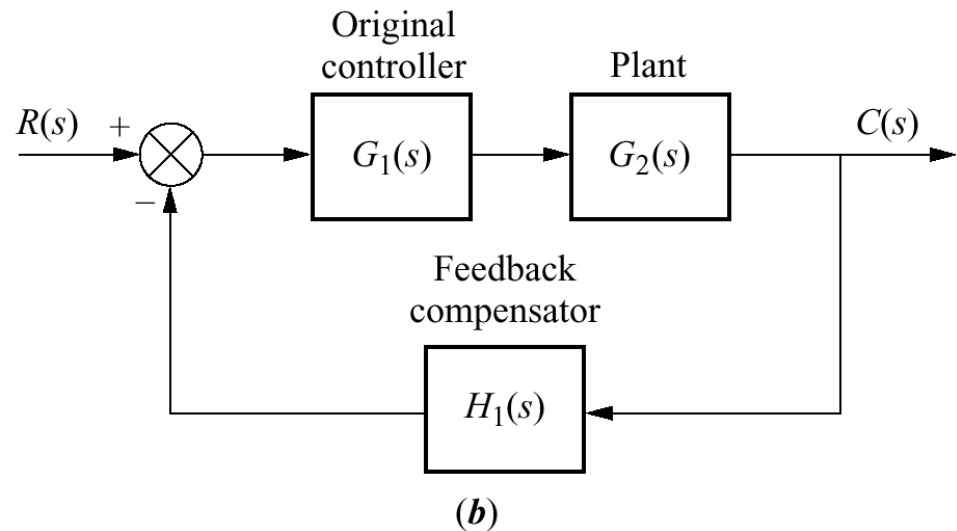 Original
controller
Plant
R(s)
+
G₁(s)
G₂(s)
C(s)
−
Feedback
compensator
H₁(s)
(b)